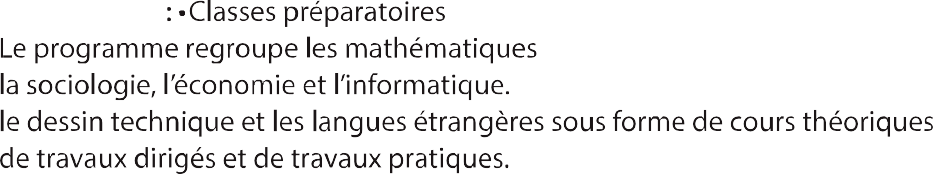 : •Classes préparatoires
Le programme regroupe les mathématiques
la sociologie, l’économie et l’informatique.
le dessin technique et les langues étrangères sous forme de cours théoriques
de travaux dirigés et de travaux pratiques.